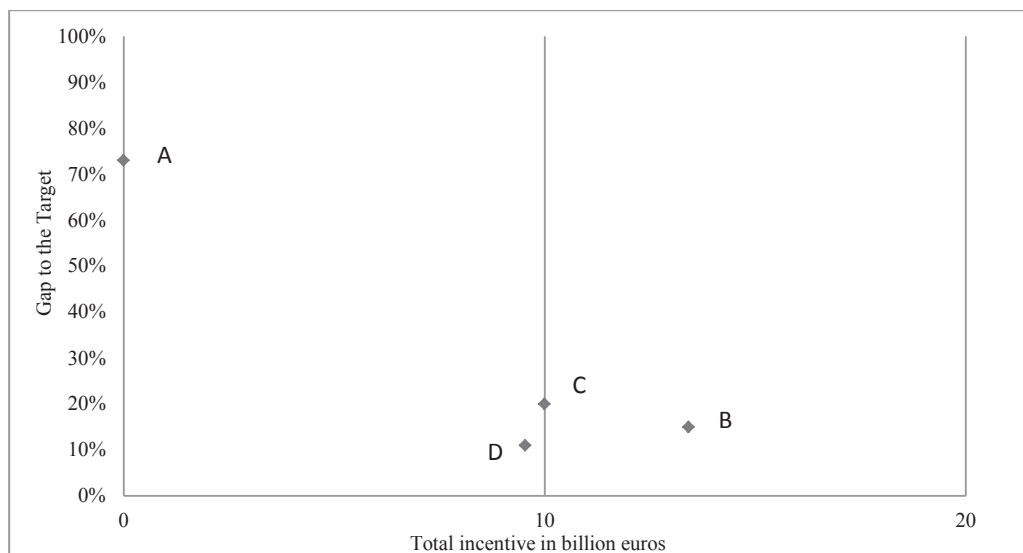 100%
90%
80%
70%
60%
50%
40%
30%
20%
10%
0%
Gap to the Target
A
C
B
D
0
10
20
Total incentive in billion euros